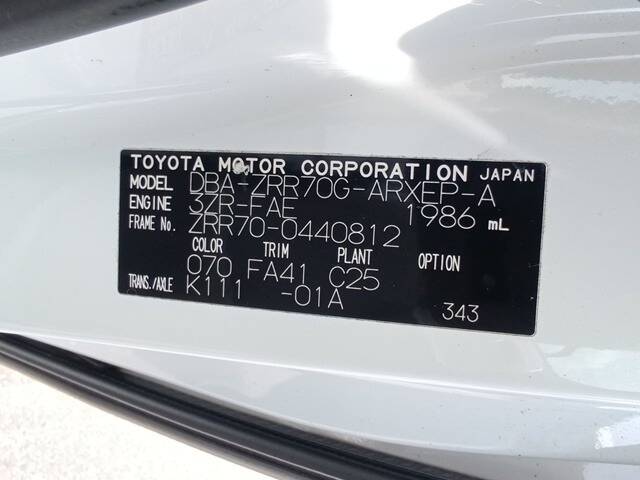 TOYOTA MOTOR CORPORATION JAPAN
MODEL DBA-ZRR70G-ARXEP-A
ENGINE 3ZR-FAE 1986 mL
FRAME No. ZRR70-0440812
COLOR TRIM PLANT OPTION
070 FA41 C25
TRANS./AXLE K111 -01A
343